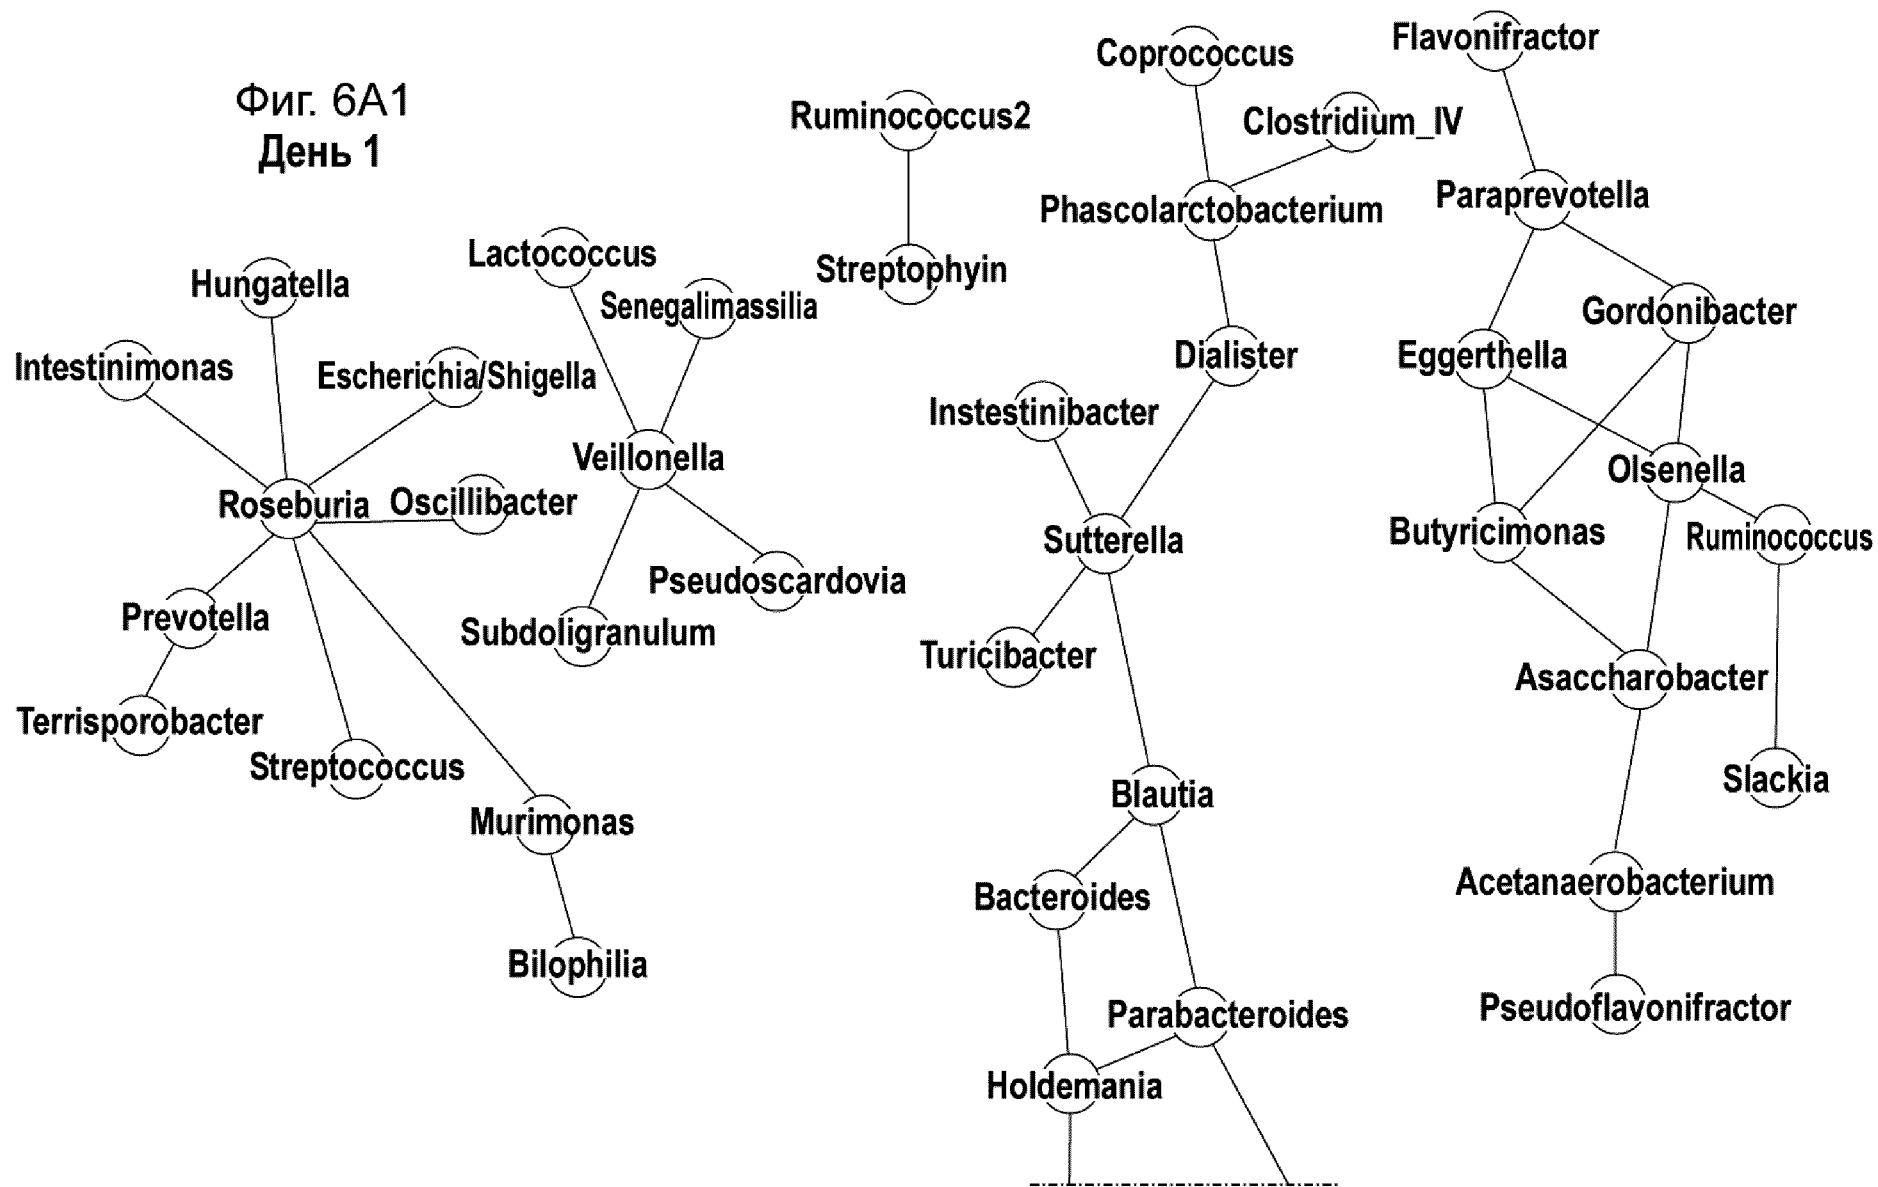 Фиг. 6A1
День 1
Hungatella
Intestinimonas
Escherichia/Shigella
Roseburia
Oscillibacter
Prevotella
Terrisporobacter
Streptococcus
Murimonas
Bilophilia
Lactococcus
Senegalimassilia
Veillonella
Pseudoscardovia
Subdoligranulum
Ruminococcus2
Streptophyin
Coprococcus
Clostridium_IV
Phascolarctobacterium
Dialister
Instestinibacter
Sutterella
Turicibacter
Blautia
Bacteroides
Parabacteroides
Holdemania
Flavonifractor
Paraprevotella
Gordonibacter
Eggerthella
Olsenella
Butyricimonas
Ruminococcus
Asaccharobacter
Slackia
Acetanaerobacterium
Pseudoflavonifractor